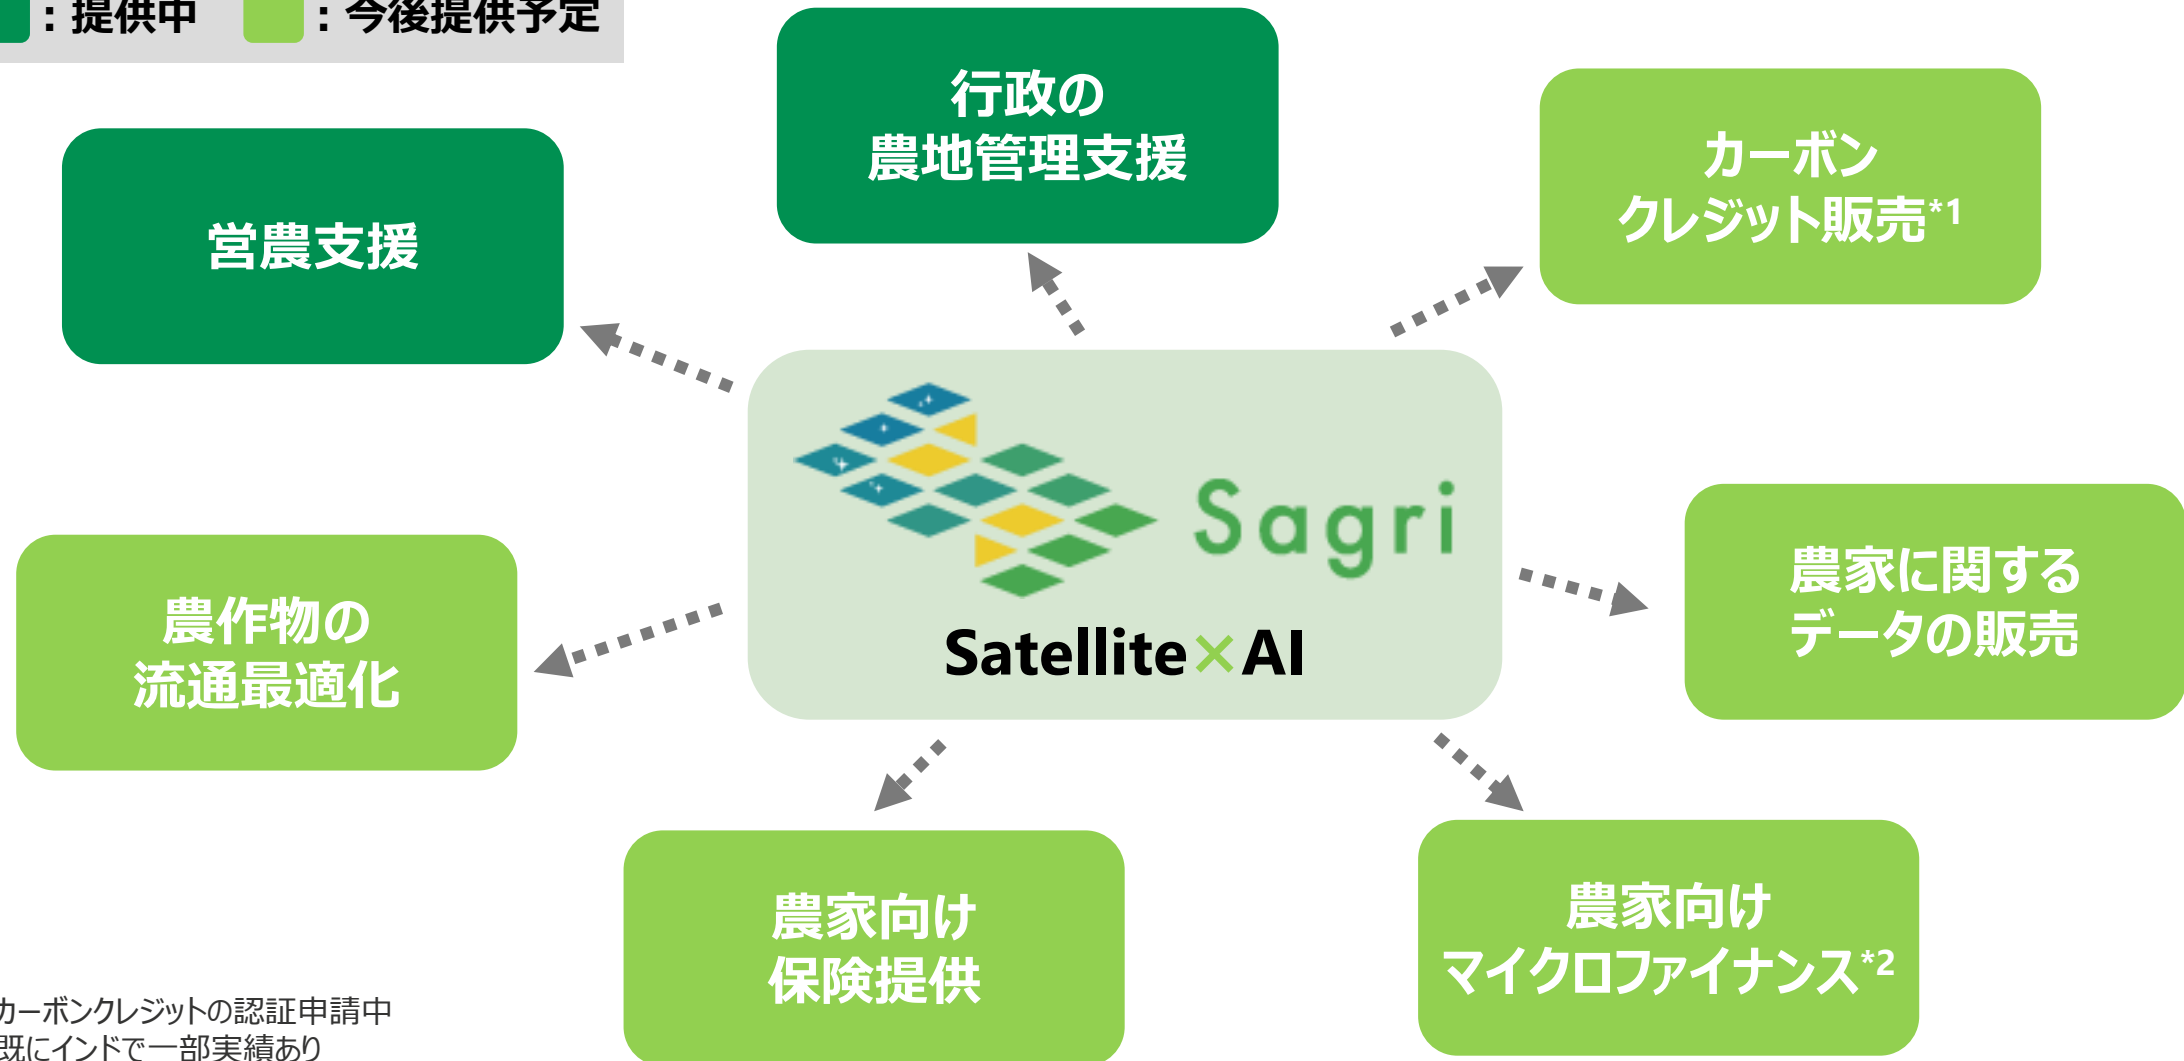 ：提供中　：今後提供予定
行政の
農地管理支援
カーボン
クレジット販売*1
営農支援
Sagri
Satellite×AI
農家に関する
データの販売
農作物の
流通最適化
農家向け
保険提供
農家向け
マイクロファイナンス*2
カーボンクレジットの認証申請中
既にインドで一部実績あり